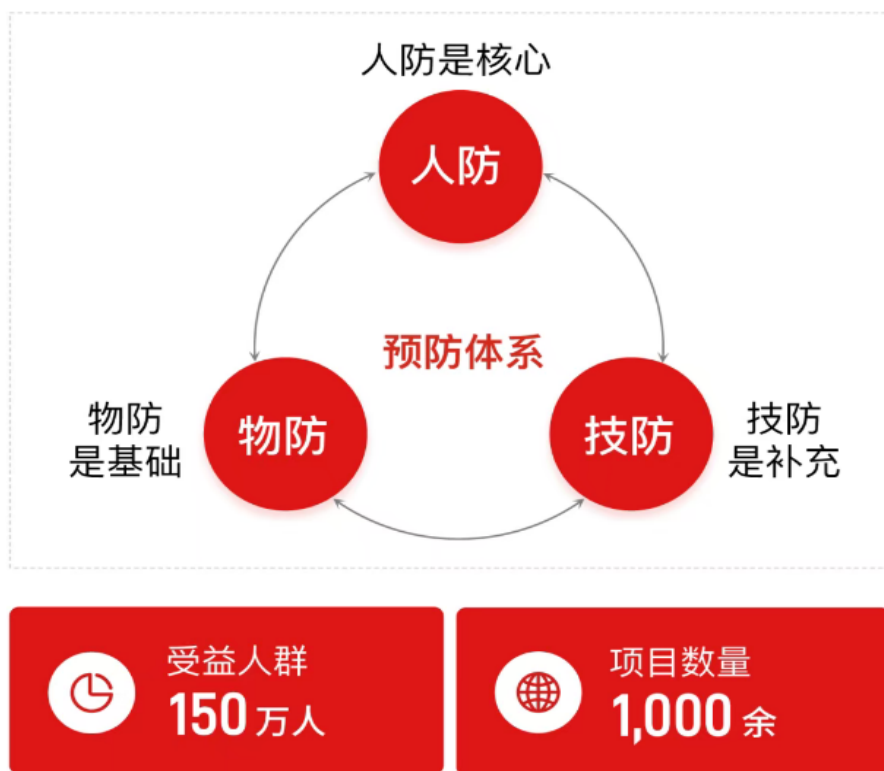 人防是核心
人防
预防体系
物防
是基础
物防
技防
技防
是补充
受益人群
150 万人
项目数量
1,000 余